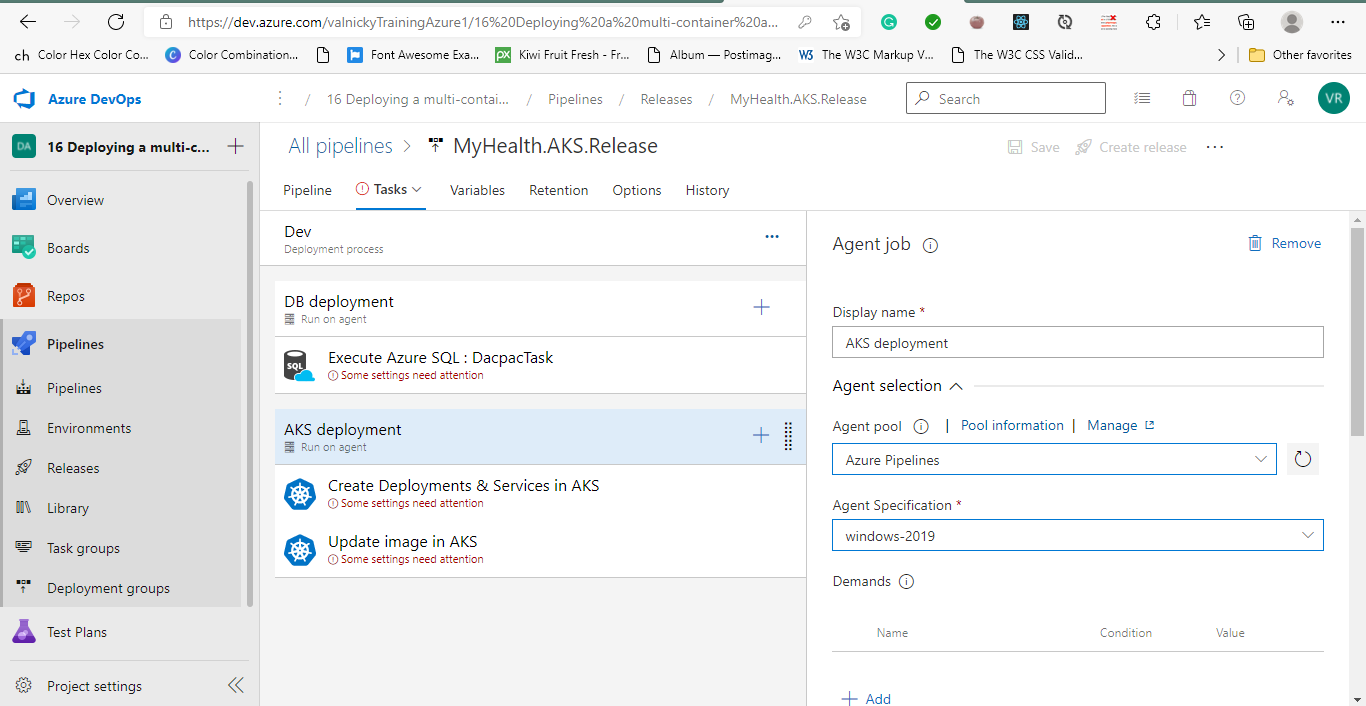 https://dev.azure.com/valnickyTrainingAzure1/16%20Deploying%20a%20multi-container%20a...
ch Color Hex Color Co... C Color Combination... Font Awesome Exa... px Kiwi Fruit Fresh - Fr... Album — Postimag... W3 The W3C Markup V... The W3C CSS Valid... Other favorites
Azure DevOps / 16 Deploying a multi-contai... / Pipelines / Releases / MyHealth.AKS.Release Search VR
DA 16 Deploying a multi-c...
Overview
Boards
Repos
Pipelines
Pipelines
Environments
Releases
Library
Task groups
Deployment groups
Test Plans
Project settings
All pipelines > MyHealth.AKS.Release Save Create release ...
Pipeline Tasks Variables Retention Options History
Dev
Deployment process
DB deployment
Run on agent
SQL Execute Azure SQL : DacpacTask
Some settings need attention
AKS deployment
Run on agent
Create Deployments & Services in AKS
Some settings need attention
Update image in AKS
Some settings need attention
Agent job Remove
Display name *
AKS deployment
Agent selection
Agent pool | Pool information | Manage
Azure Pipelines
Agent Specification *
windows-2019
Demands
Name Condition Value
Add